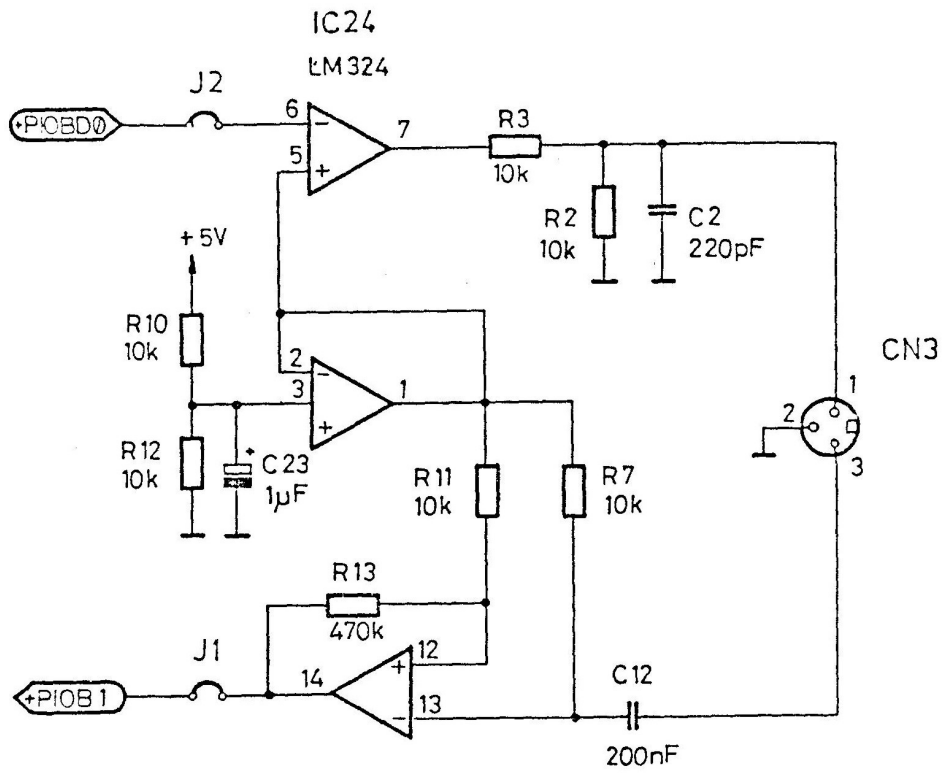 IC24
LM324
J2
+PIOBD0
6
-
5
+
7
R3
10k
R2
10k
C2
220pF
+5V
R10
10k
2
-
3
+
1
CN3
1
2
3
R12
10k
+
C23
1µF
R11
10k
R7
10k
R13
470k
J1
+PIOB1
14
+
12
-
13
C12
200nF